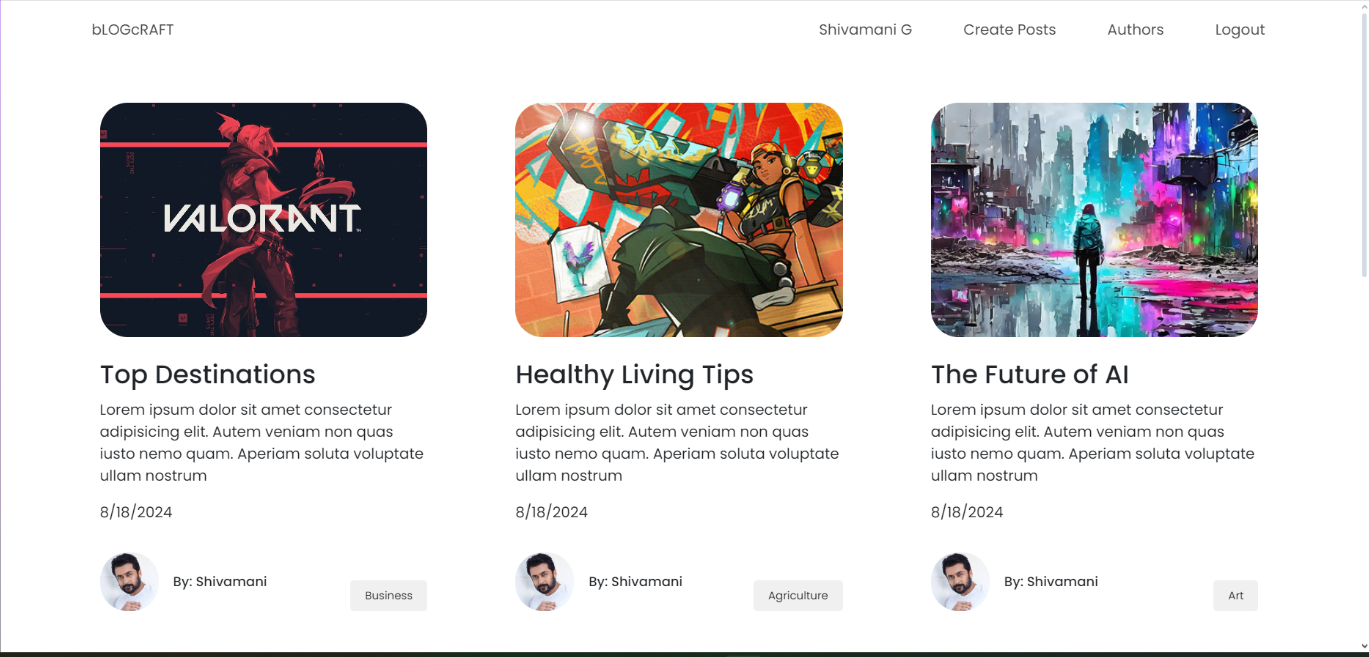 bLOGcRAFT
Shivamani G
Create Posts
Authors
Logout
VALORANT
Top Destinations
Lorem ipsum dolor sit amet consectetur
adipisicing elit. Autem veniam non quas
iusto nemo quam. Aperiam soluta voluptate
ullam nostrum
8/18/2024
By: Shivamani
Business
Healthy Living Tips
Lorem ipsum dolor sit amet consectetur
adipisicing elit. Autem veniam non quas
iusto nemo quam. Aperiam soluta voluptate
ullam nostrum
8/18/2024
By: Shivamani
Agriculture
The Future of AI
Lorem ipsum dolor sit amet consectetur
adipisicing elit. Autem veniam non quas
iusto nemo quam. Aperiam soluta voluptate
ullam nostrum
8/18/2024
By: Shivamani
Art